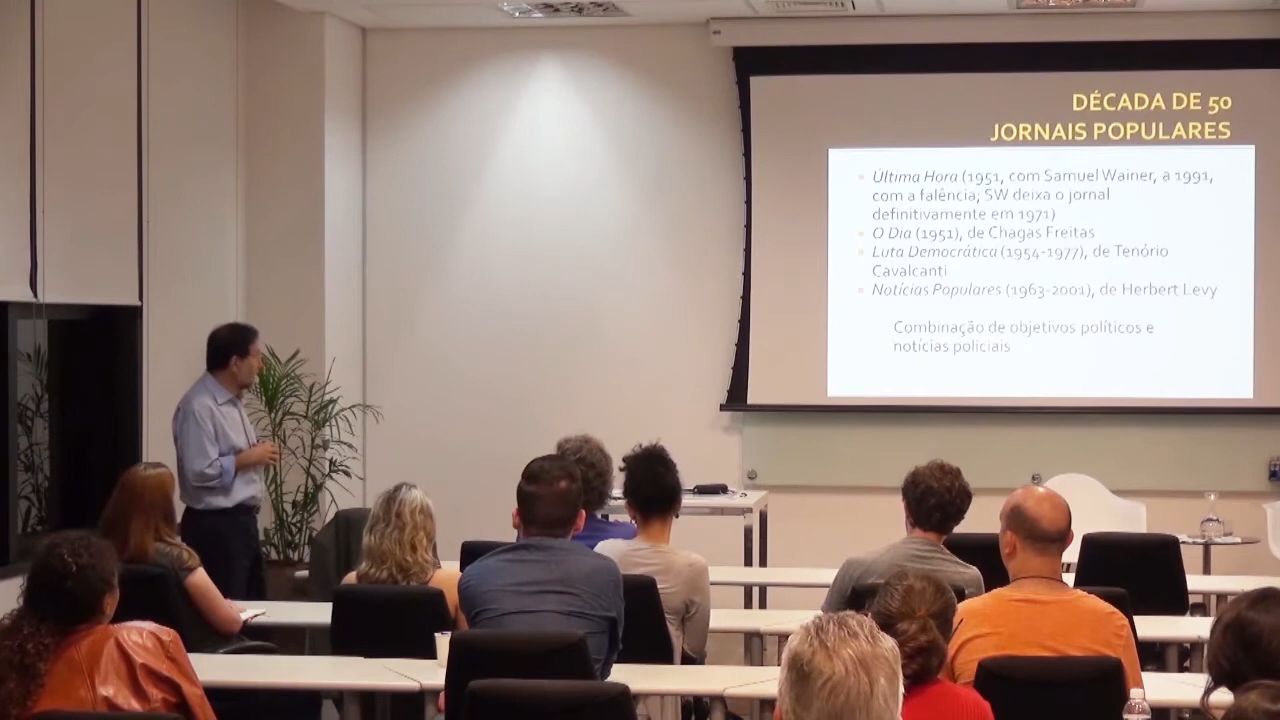 DÉCADA DE 50
JORNAIS POPULARES
Última Hora (1951, com Samuel Wainer, a 1991,
com a falência; SW deixa o jornal
definitivamente em 1971)
O Dia (1951), de Chagas Freitas
Luta Democrática (1954-1977), de Tenório
Cavalcanti
Notícias Populares (1963-2001), de Herbert Levy
Combinação de objetivos políticos e
notícias policiais